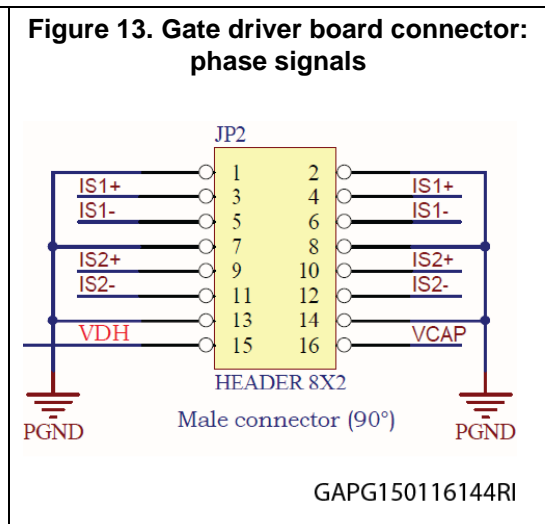 Figure 13. Gate driver board connector:
phase signals
JP2
1 2
IS1+ 3 4 IS1+
IS1- 5 6 IS1-
7 8
IS2+ 9 10 IS2+
IS2- 11 12 IS2-
13 14
VDH 15 16 VCAP
HEADER 8X2
PGND Male connector (90°) PGND
GAPG150116144RI